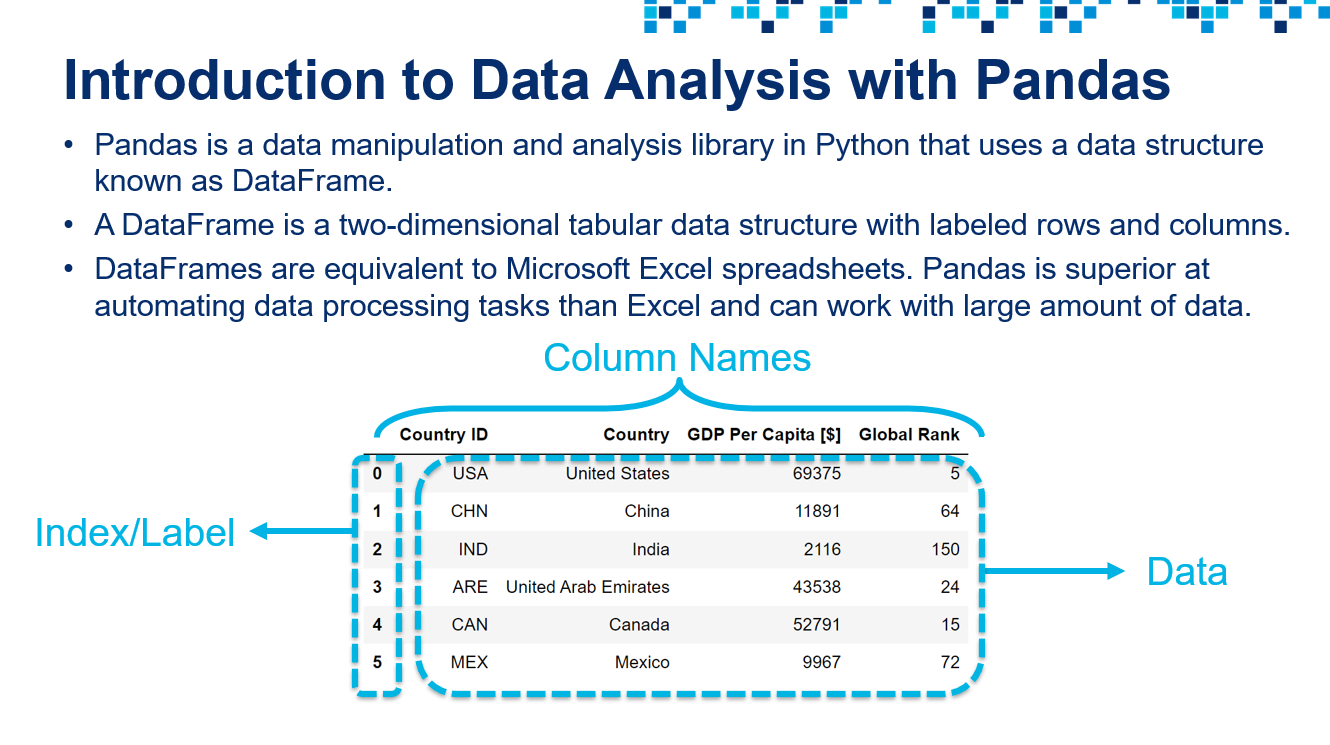 Introduction to Data Analysis with Pandas
• Pandas is a data manipulation and analysis library in Python that uses a data structure
known as DataFrame.
• A DataFrame is a two-dimensional tabular data structure with labeled rows and columns.
• DataFrames are equivalent to Microsoft Excel spreadsheets. Pandas is superior at
automating data processing tasks than Excel and can work with large amount of data.
Column Names
Country ID Country GDP Per Capita [$] Global Rank
0 USA United States 69375 5
1 CHN China 11891 64
2 IND India 2116 150
3 ARE United Arab Emirates 43538 24
4 CAN Canada 52791 15
5 MEX Mexico 9967 72
Index/Label
Data